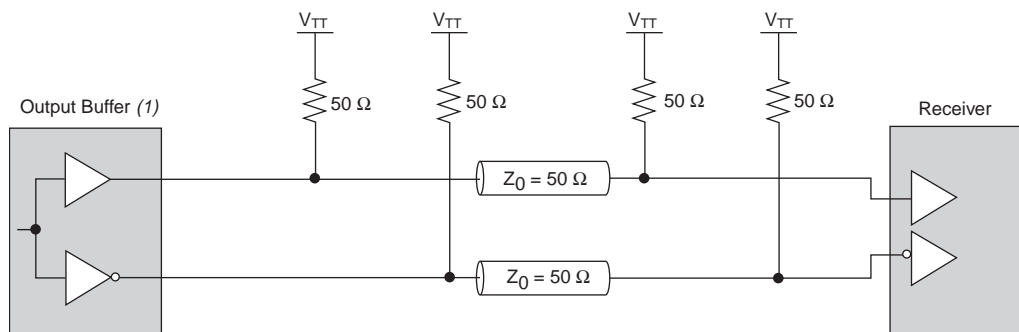 V_TT V_TT V_TT V_TT
50 Ω 50 Ω 50 Ω 50 Ω
Output Buffer (1)
Receiver
Z_0 = 50 Ω
Z_0 = 50 Ω